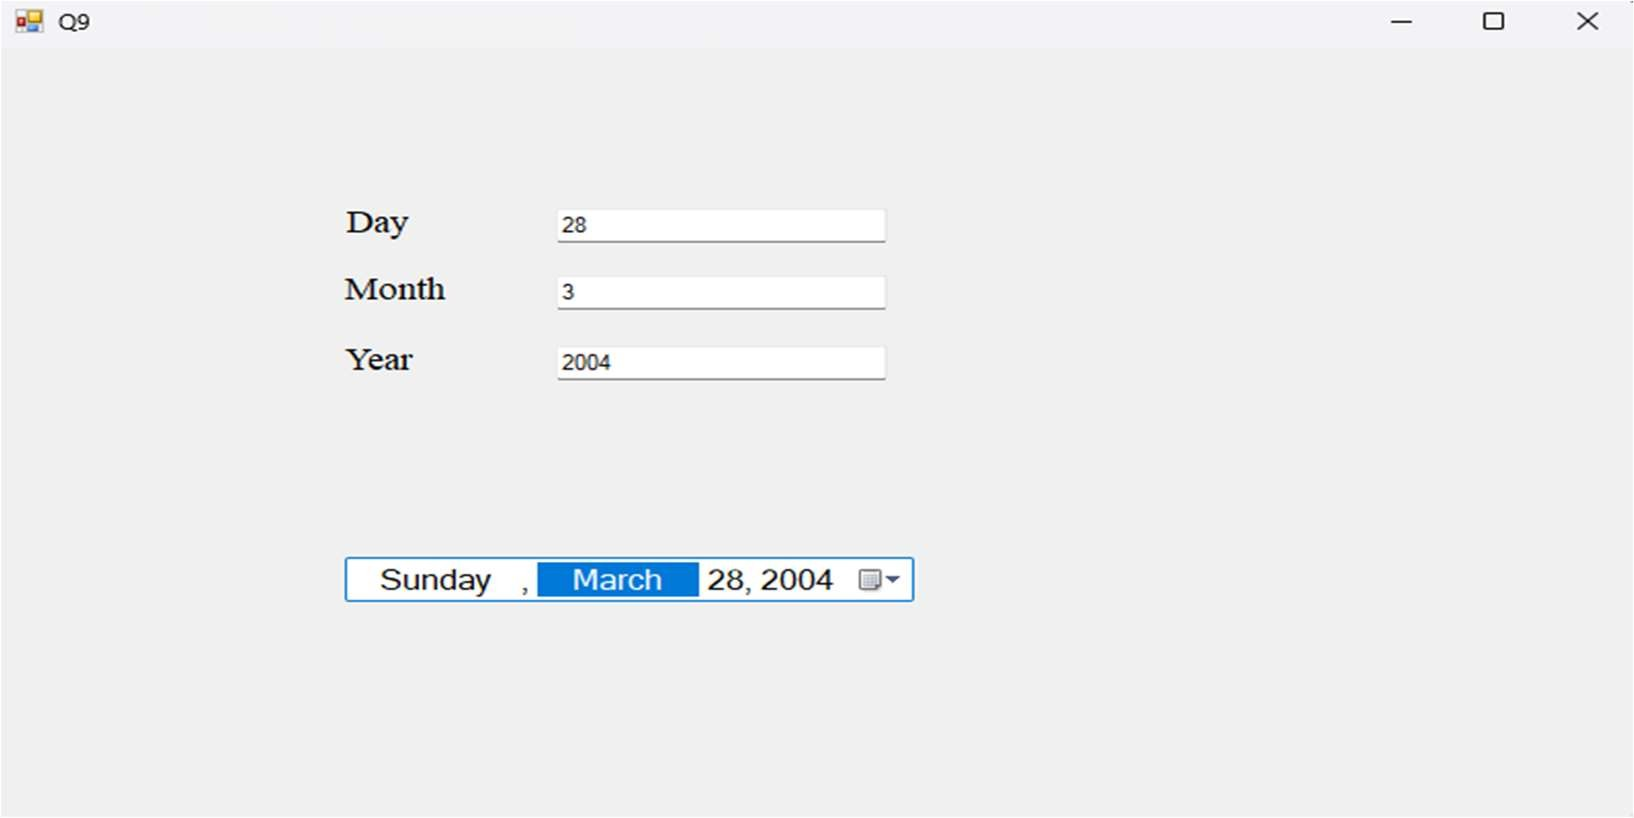 Q9
Day 28
Month 3
Year 2004
Sunday , March 28, 2004